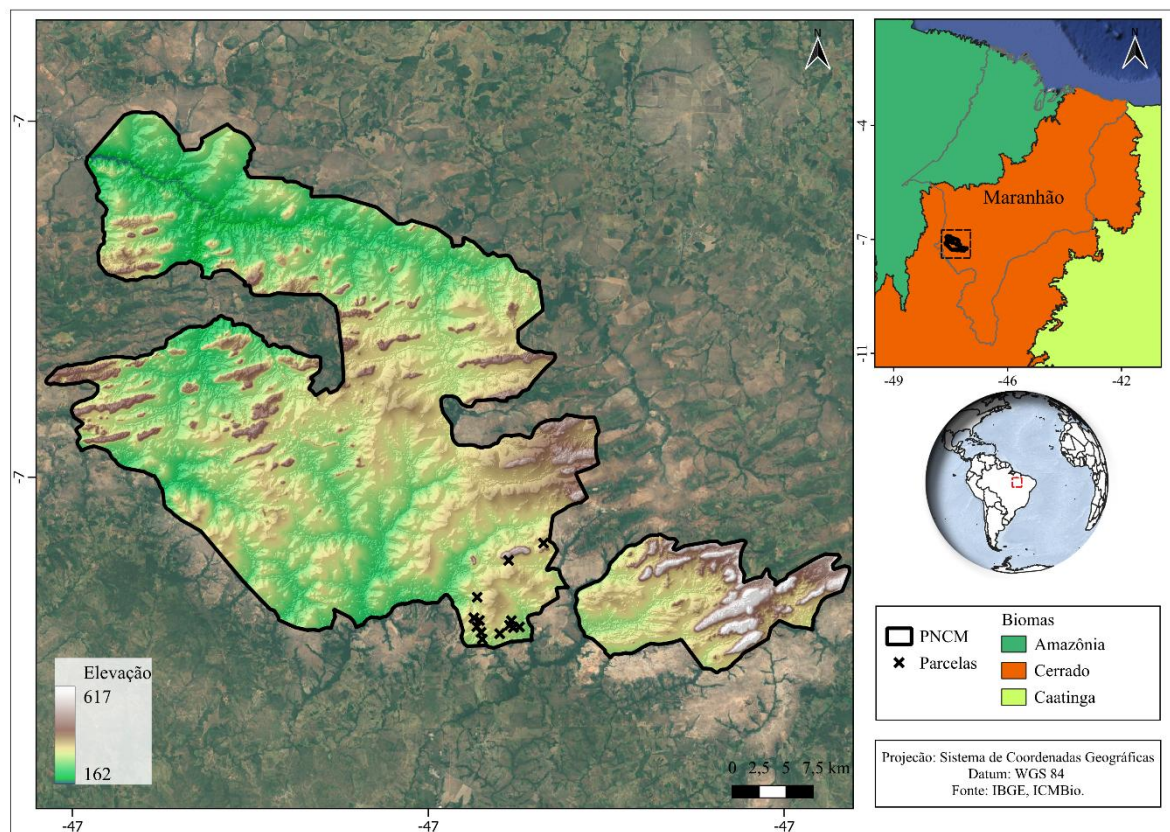 N
-7
-7
Elevação
617
162
0 2,5 5 7,5 km
-47
-47
-47
N
Maranhão
-4
-7
-11
-49
-46
-42
PNCM
Parcelas
Biomas
Amazônia
Cerrado
Caatinga
Projecão: Sistema de Coordenadas Geográficas
Datum: WGS 84
Fonte: IBGE, ICMBio.